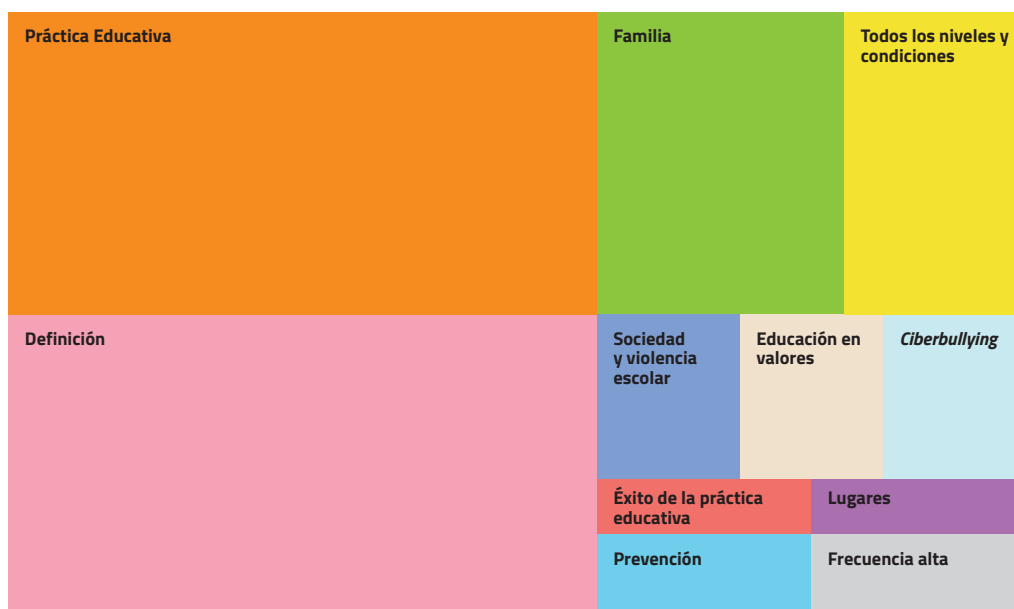 Práctica Educativa
Familia
Todos los niveles y
condiciones
Definición
Sociedad
y violencia
escolar
Educación en
valores
Ciberbullying
Éxito de la práctica
educativa
Lugares
Prevención
Frecuencia alta